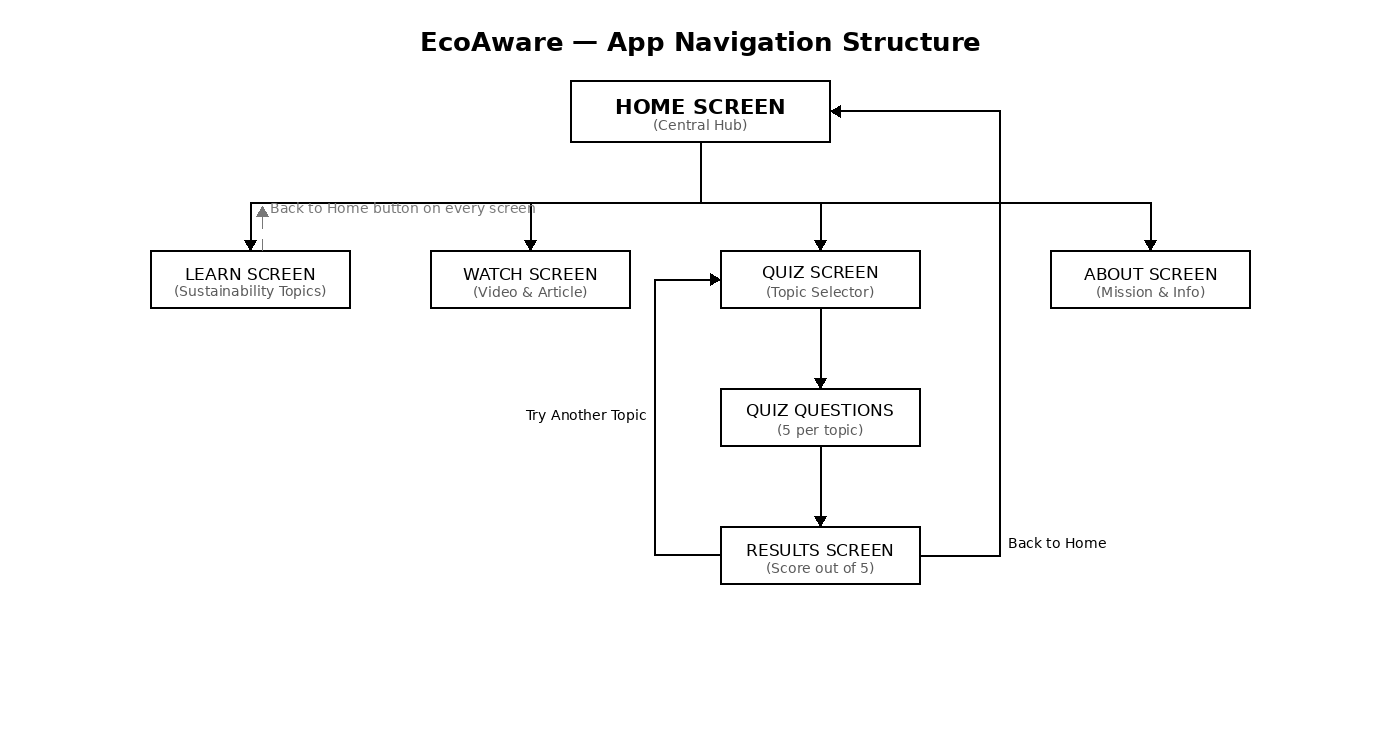 EcoAware — App Navigation Structure
HOME SCREEN
(Central Hub)
Back to Home button on every screen
LEARN SCREEN
(Sustainability Topics)
WATCH SCREEN
(Video & Article)
QUIZ SCREEN
(Topic Selector)
ABOUT SCREEN
(Mission & Info)
Try Another Topic
QUIZ QUESTIONS
(5 per topic)
RESULTS SCREEN
(Score out of 5)
Back to Home